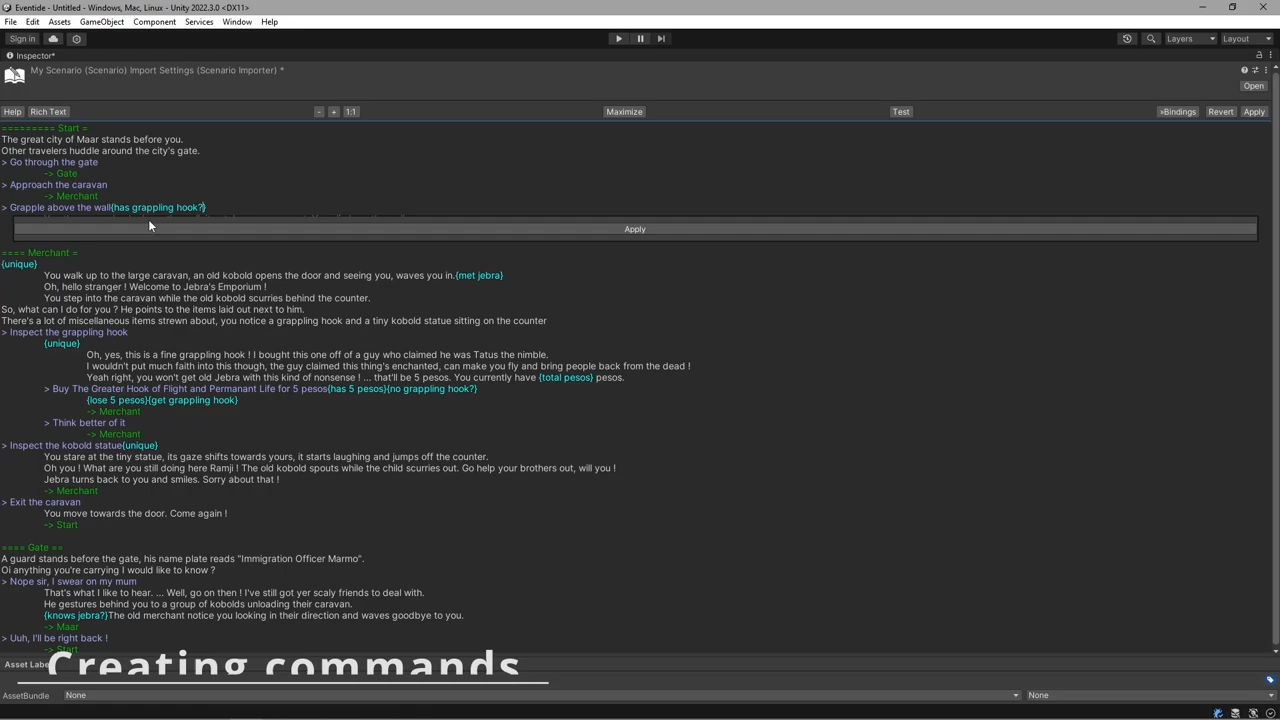 Eventide - Untitled - Windows, Mac, Linux - Unity 2022.3.0 <DX11>
File Edit Assets GameObject Component Services Window Help
Sign in Layers Layout
Inspector*
My Scenario (Scenario) Import Settings (Scenario Importer) *
Open
Help Rich Text - + 1:1 Maximize Test >Bindings Revert Apply
========= Start =
The great city of Maar stands before you.
Other travelers huddle around the city's gate.
> Go through the gate
-> Gate
> Approach the caravan
-> Merchant
> Grapple above the wall{has grappling hook?}
Apply
==== Merchant =
{unique}
You walk up to the large caravan, an old kobold opens the door and seeing you, waves you in.{met jebra}
Oh, hello stranger ! Welcome to Jebra's Emporium !
You step into the caravan while the old kobold scurries behind the counter.
So, what can I do for you ? He points to the items laid out next to him.
There's a lot of miscellaneous items strewn about, you notice a grappling hook and a tiny kobold statue sitting on the counter
> Inspect the grappling hook
{unique}
Oh, yes, this is a fine grappling hook ! I bought this one off of a guy who claimed he was Tatus the nimble.
I wouldn't put much faith into this though, the guy claimed this thing's enchanted, can make you fly and bring people back from the dead !
Yeah right, you won't get old Jebra with this kind of nonsense ! ... that'll be 5 pesos. You currently have {total pesos} pesos.
> Buy The Greater Hook of Flight and Permanant Life for 5 pesos{has 5 pesos}{no grappling hook?}
{lose 5 pesos}{get grappling hook}
-> Merchant
> Think better of it
-> Merchant
> Inspect the kobold statue{unique}
You stare at the tiny statue, its gaze shifts towards yours, it starts laughing and jumps off the counter.
Oh you ! What are you still doing here Ramji ! The old kobold spouts while the child scurries out. Go help your brothers out, will you !
Jebra turns back to you and smiles. Sorry about that !
-> Merchant
> Exit the caravan
You move towards the door. Come again !
-> Start
==== Gate ==
A guard stands before the gate, his name plate reads "Immigration Officer Marmo".
Oi anything you're carrying I would like to know ?
> Nope sir, I swear on my mum
That's what I like to hear. ... Well, go on then ! I've still got yer scaly friends to deal with.
He gestures behind you to a group of kobolds unloading their caravan.
{knows jebra?}The old merchant notice you looking in their direction and waves goodbye to you.
-> Maar
> Uuh, I'll be right back !
-> Start
Asset Labe
Creating commands
AssetBundle None None